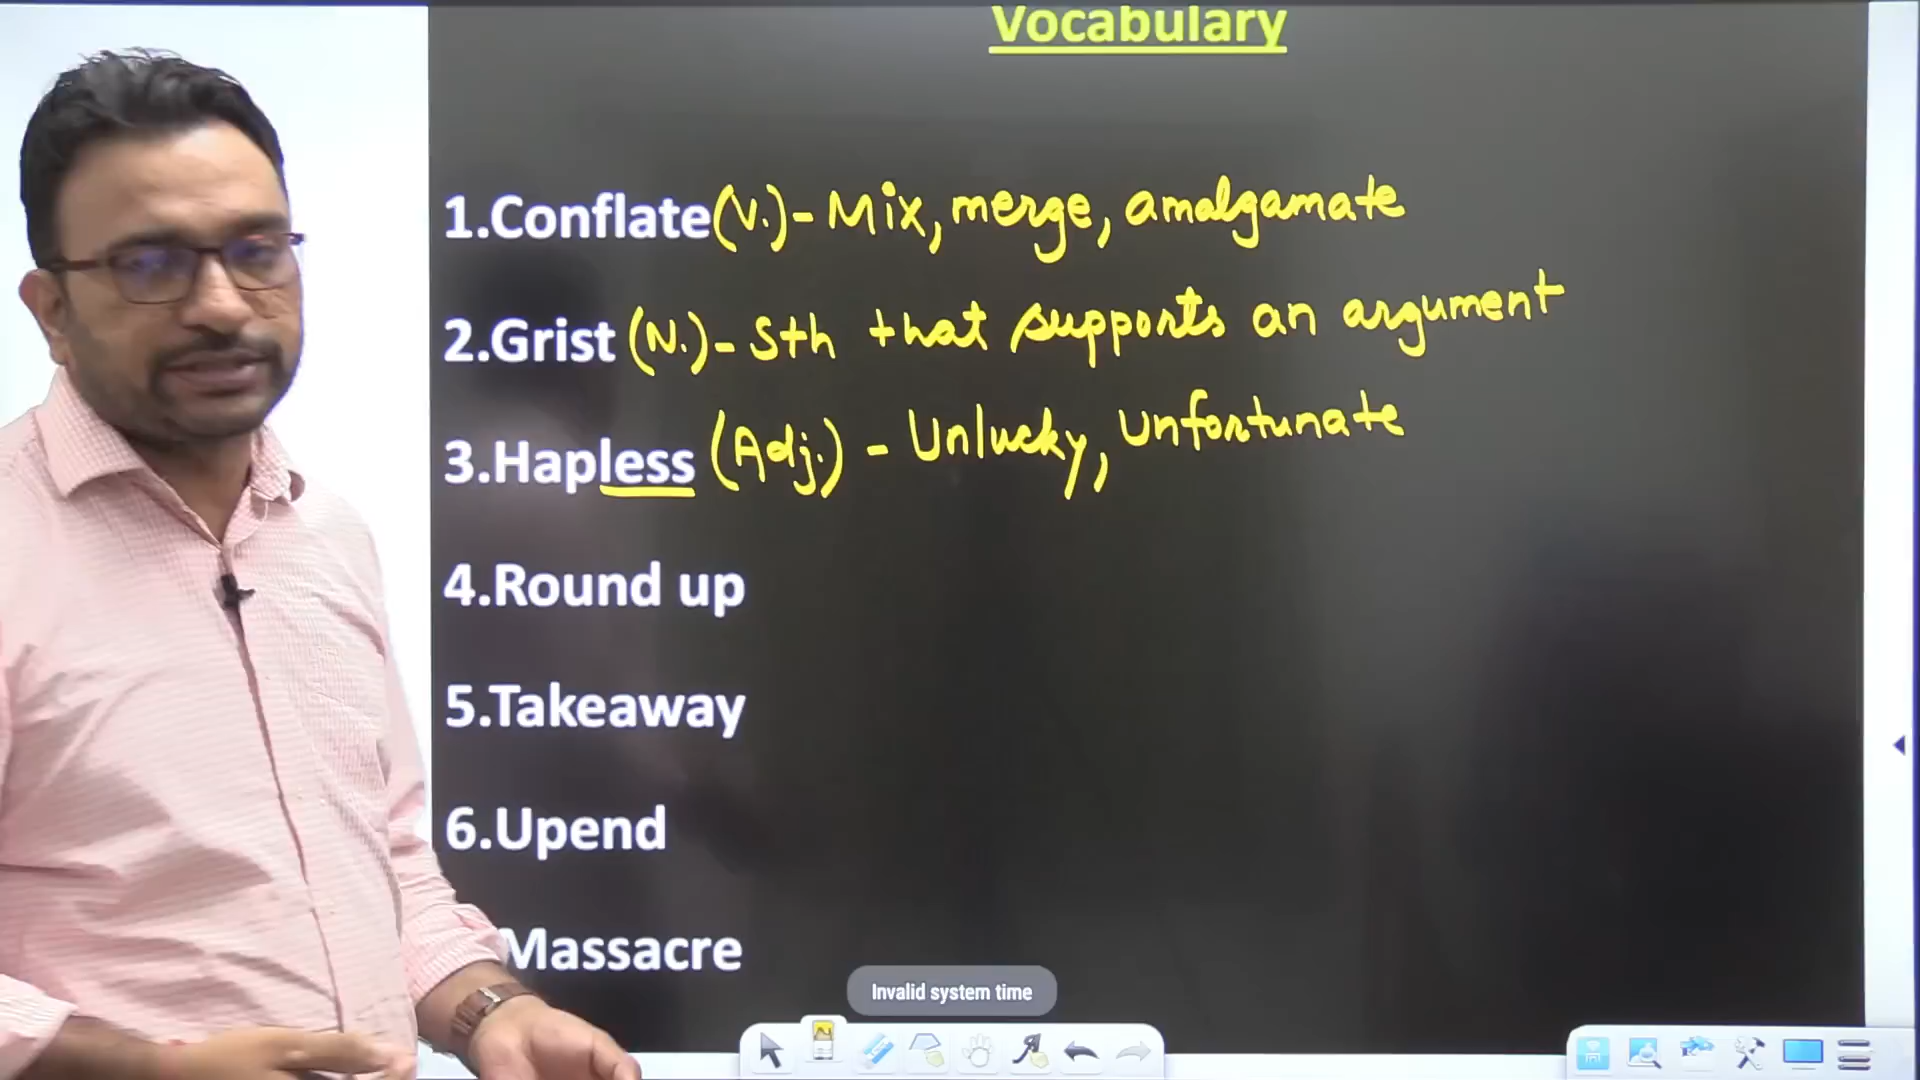 Vocabulary
1.Conflate (V.) - Mix, merge, amalgamate
2.Grist (N.) - Sth that supports an argument
3.Hapless (Adj.) - Unlucky, Unfortunate
4.Round up
5.Takeaway
6.Upend
Massacre
Invalid system time